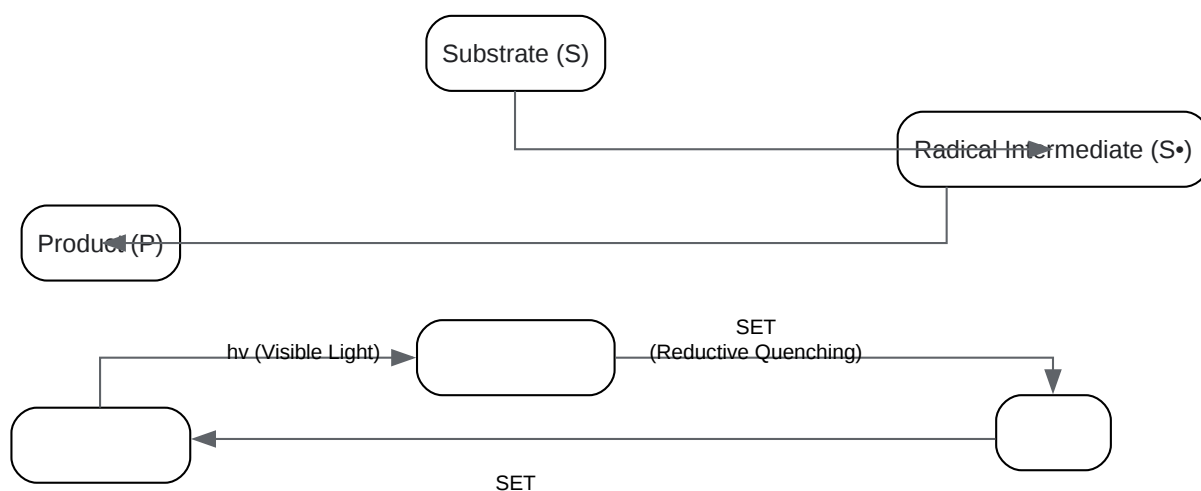 Substrate (S)
Radical Intermediate (S•)
Product (P)
hv (Visible Light)
SET
(Reductive Quenching)
SET